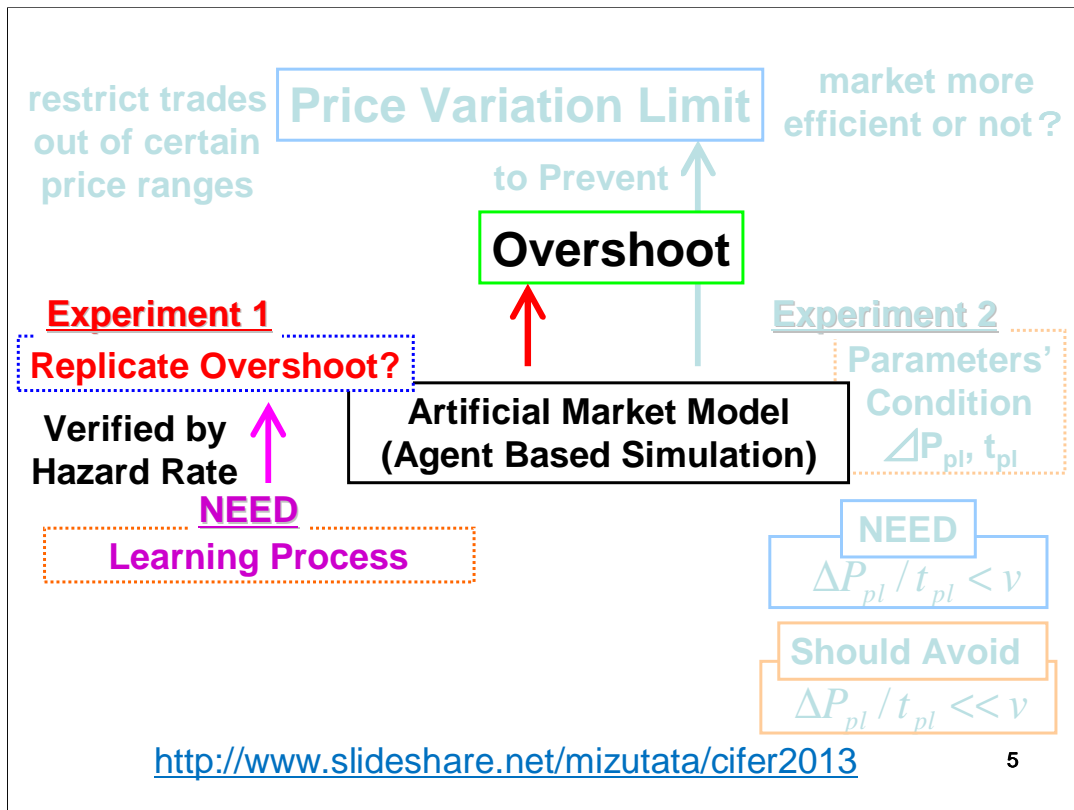 restrict trades
out of certain
price ranges
Price Variation Limit
market more
efficient or not？
to Prevent
Overshoot
Experiment 1
Replicate Overshoot?
Verified by
Hazard Rate
NEED
Learning Process
Artificial Market Model
(Agent Based Simulation)
Experiment 2
Parameters’
Condition
⊿Ppl, tpl
NEED
ΔPpl / tpl < v
Should Avoid
ΔPpl / tpl << v
http://www.slideshare.net/mizutata/cifer2013
5